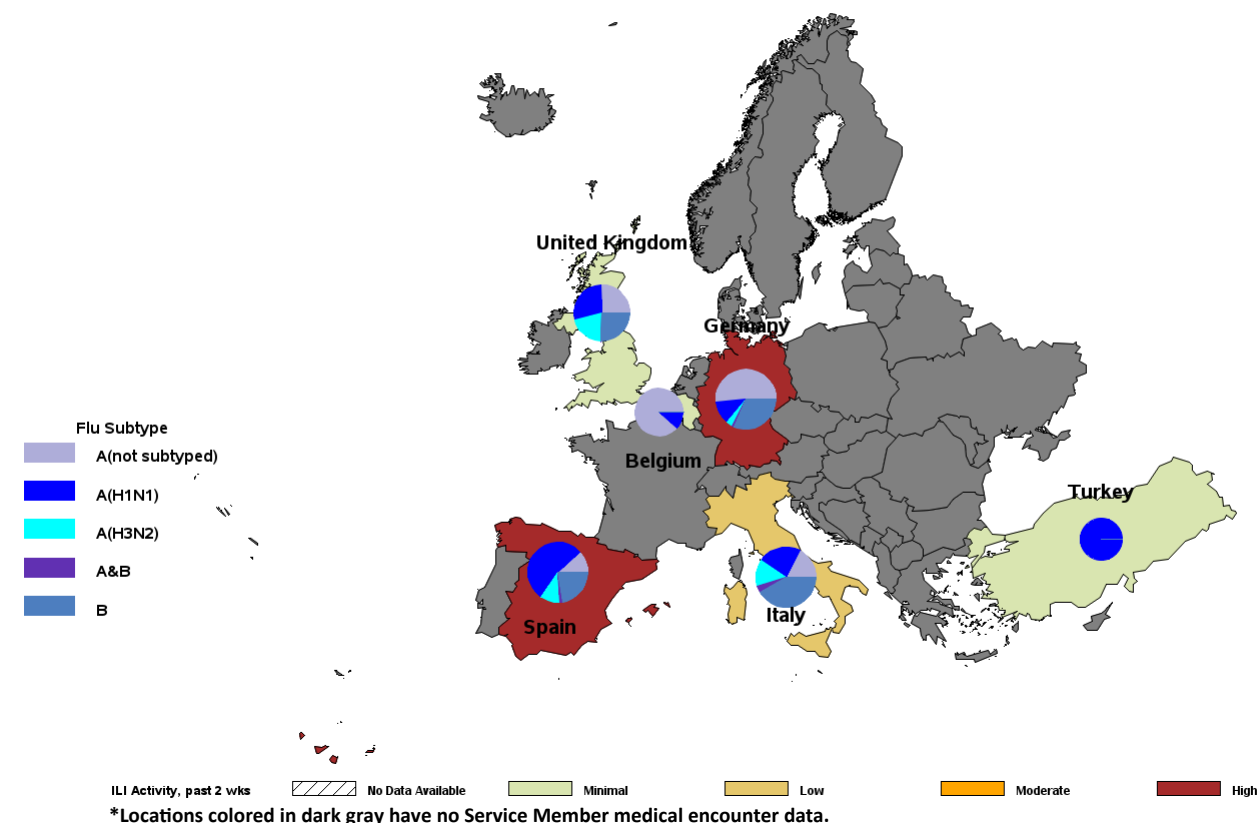 United Kingdom
Germany
Belgium
Turkey
Spain
Italy
Flu Subtype
A(not subtyped)
A(H1N1)
A(H3N2)
A&B
B
ILI Activity, past 2 wks No Data Available Minimal Low Moderate High
*Locations colored in dark gray have no Service Member medical encounter data.